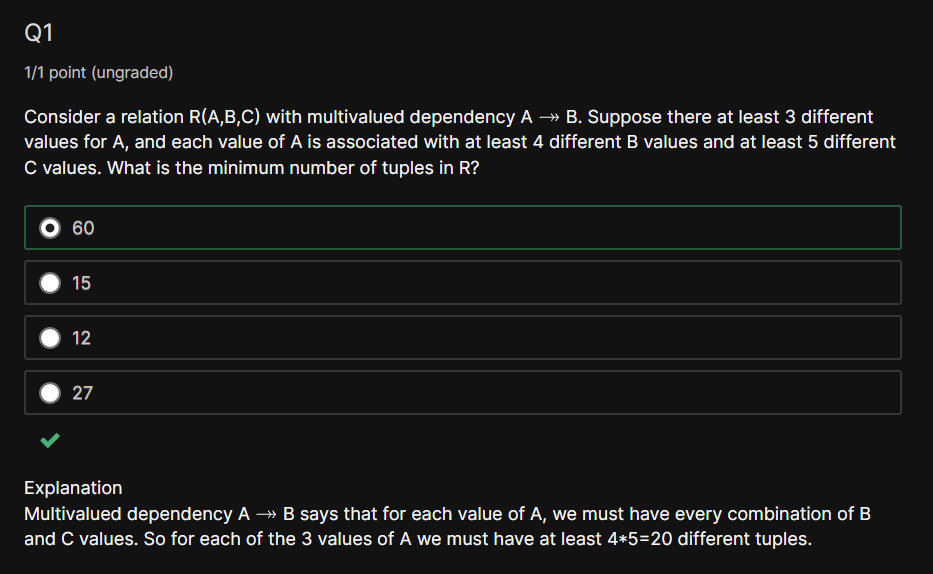 Q1
1/1 point (ungraded)
Consider a relation R(A,B,C) with multivalued dependency A ↠ B. Suppose there at least 3 different
values for A, and each value of A is associated with at least 4 different B values and at least 5 different
C values. What is the minimum number of tuples in R?
60
15
12
27
Explanation
Multivalued dependency A ↠ B says that for each value of A, we must have every combination of B
and C values. So for each of the 3 values of A we must have at least 4*5=20 different tuples.